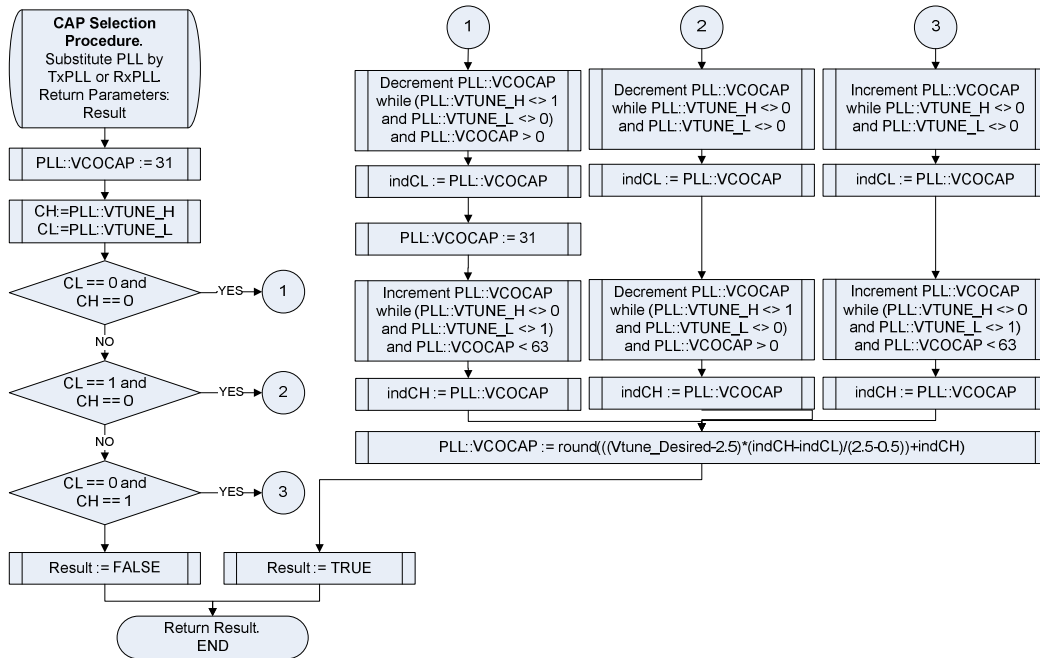 CAP Selection
Procedure.
Substitute PLL by
TxPLL or RxPLL.
Return Parameters:
Result
PLL::VCOCAP := 31
CH:=PLL::VTUNE_H
CL:=PLL::VTUNE_L
CL == 0 and
CH == 0
YES
1
NO
CL == 1 and
CH == 0
YES
2
NO
CL == 0 and
CH == 1
YES
3
Result := FALSE
Result := TRUE
Return Result.
END
1
Decrement PLL::VCOCAP
while (PLL::VTUNE_H <> 1
and PLL::VTUNE_L <> 0)
and PLL::VCOCAP > 0
indCL := PLL::VCOCAP
PLL::VCOCAP := 31
Increment PLL::VCOCAP
while (PLL::VTUNE_H <> 0
and PLL::VTUNE_L <> 1)
and PLL::VCOCAP < 63
indCH := PLL::VCOCAP
2
Decrement PLL::VCOCAP
while PLL::VTUNE_H <> 0
and PLL::VTUNE_L <> 0
indCL := PLL::VCOCAP
Decrement PLL::VCOCAP
while (PLL::VTUNE_H <> 1
and PLL::VTUNE_L <> 0)
and PLL::VCOCAP > 0
indCH := PLL::VCOCAP
3
Increment PLL::VCOCAP
while PLL::VTUNE_H <> 0
and PLL::VTUNE_L <> 0
indCL := PLL::VCOCAP
Increment PLL::VCOCAP
while (PLL::VTUNE_H <> 0
and PLL::VTUNE_L <> 1)
and PLL::VCOCAP < 63
indCH := PLL::VCOCAP
PLL::VCOCAP := round(((Vtune_Desired-2.5)*(indCH-indCL)/(2.5-0.5))+indCH)